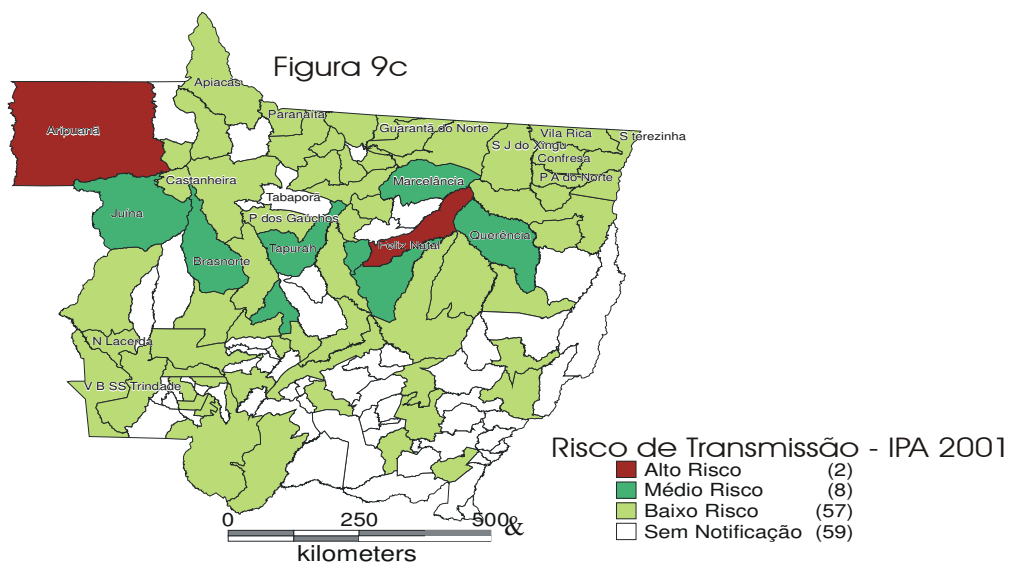 Figura 9c
Apiacas
Paranaíta
Aripuanã
Guarantã do Norte
Vila Rica
S terezinha
S J do Xingu
Confresa
P A do Norte
Castanheira
Marcelância
Tabaporã
Juína
P dos Gaúchos
Tapurah
Feliz Natal
Querência
Brasnorte
N Lacerda
V B SS Trindade
Risco de Transmissão - IPA 2001
Alto Risco (2)
Médio Risco (8)
Baixo Risco (57)
Sem Notificação (59)
0 250 500 &
kilometers